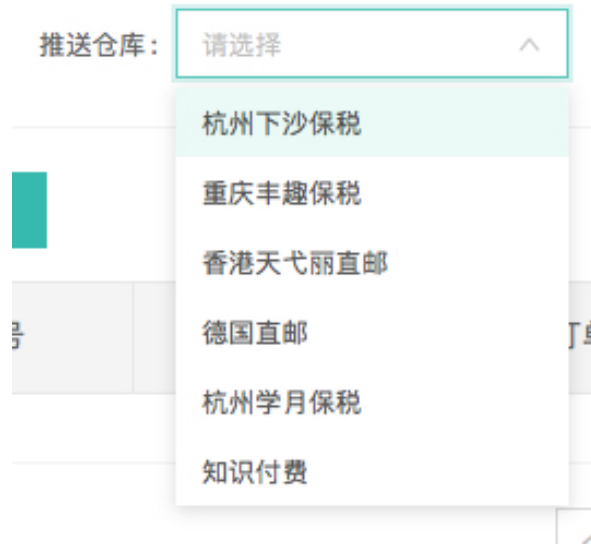 推送仓库：
请选择
杭州下沙保税
重庆丰趣保税
香港天弋丽直邮
德国直邮
杭州学月保税
知识付费